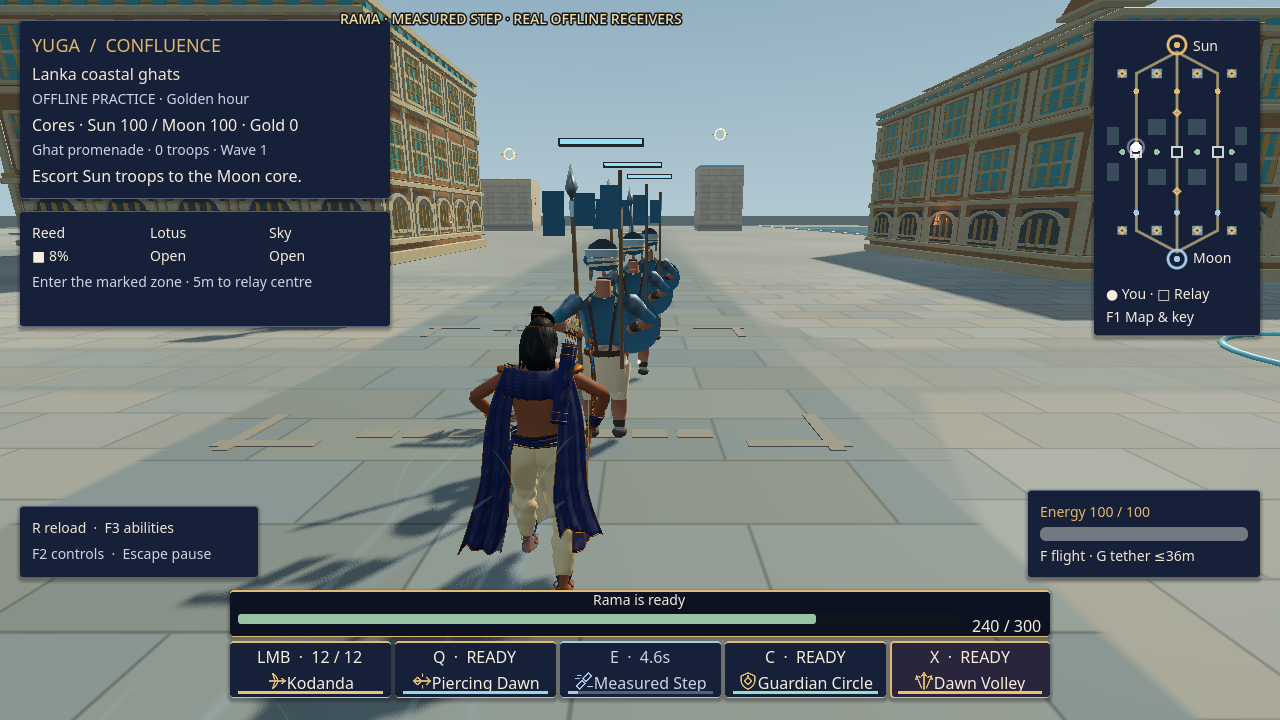 RAMA · MEASURED STEP · REAL OFFLINE RECEIVERS
YUGA / CONFLUENCE
Lanka coastal ghats
OFFLINE PRACTICE · Golden hour
Cores · Sun 100 / Moon 100 · Gold 0
Ghat promenade · 0 troops · Wave 1
Escort Sun troops to the Moon core.
Reed Lotus Sky
8% Open Open
Enter the marked zone · 5m to relay centre
Sun
Moon
You · □ Relay
F1 Map & key
R reload · F3 abilities
F2 controls · Escape pause
Energy 100 / 100
F flight · G tether ≤36m
Rama is ready
240 / 300
LMB · 12 / 12
Kodanda
Q · READY
Piercing Dawn
E · 4.6s
Measured Step
C · READY
Guardian Circle
X · READY
Dawn Volley